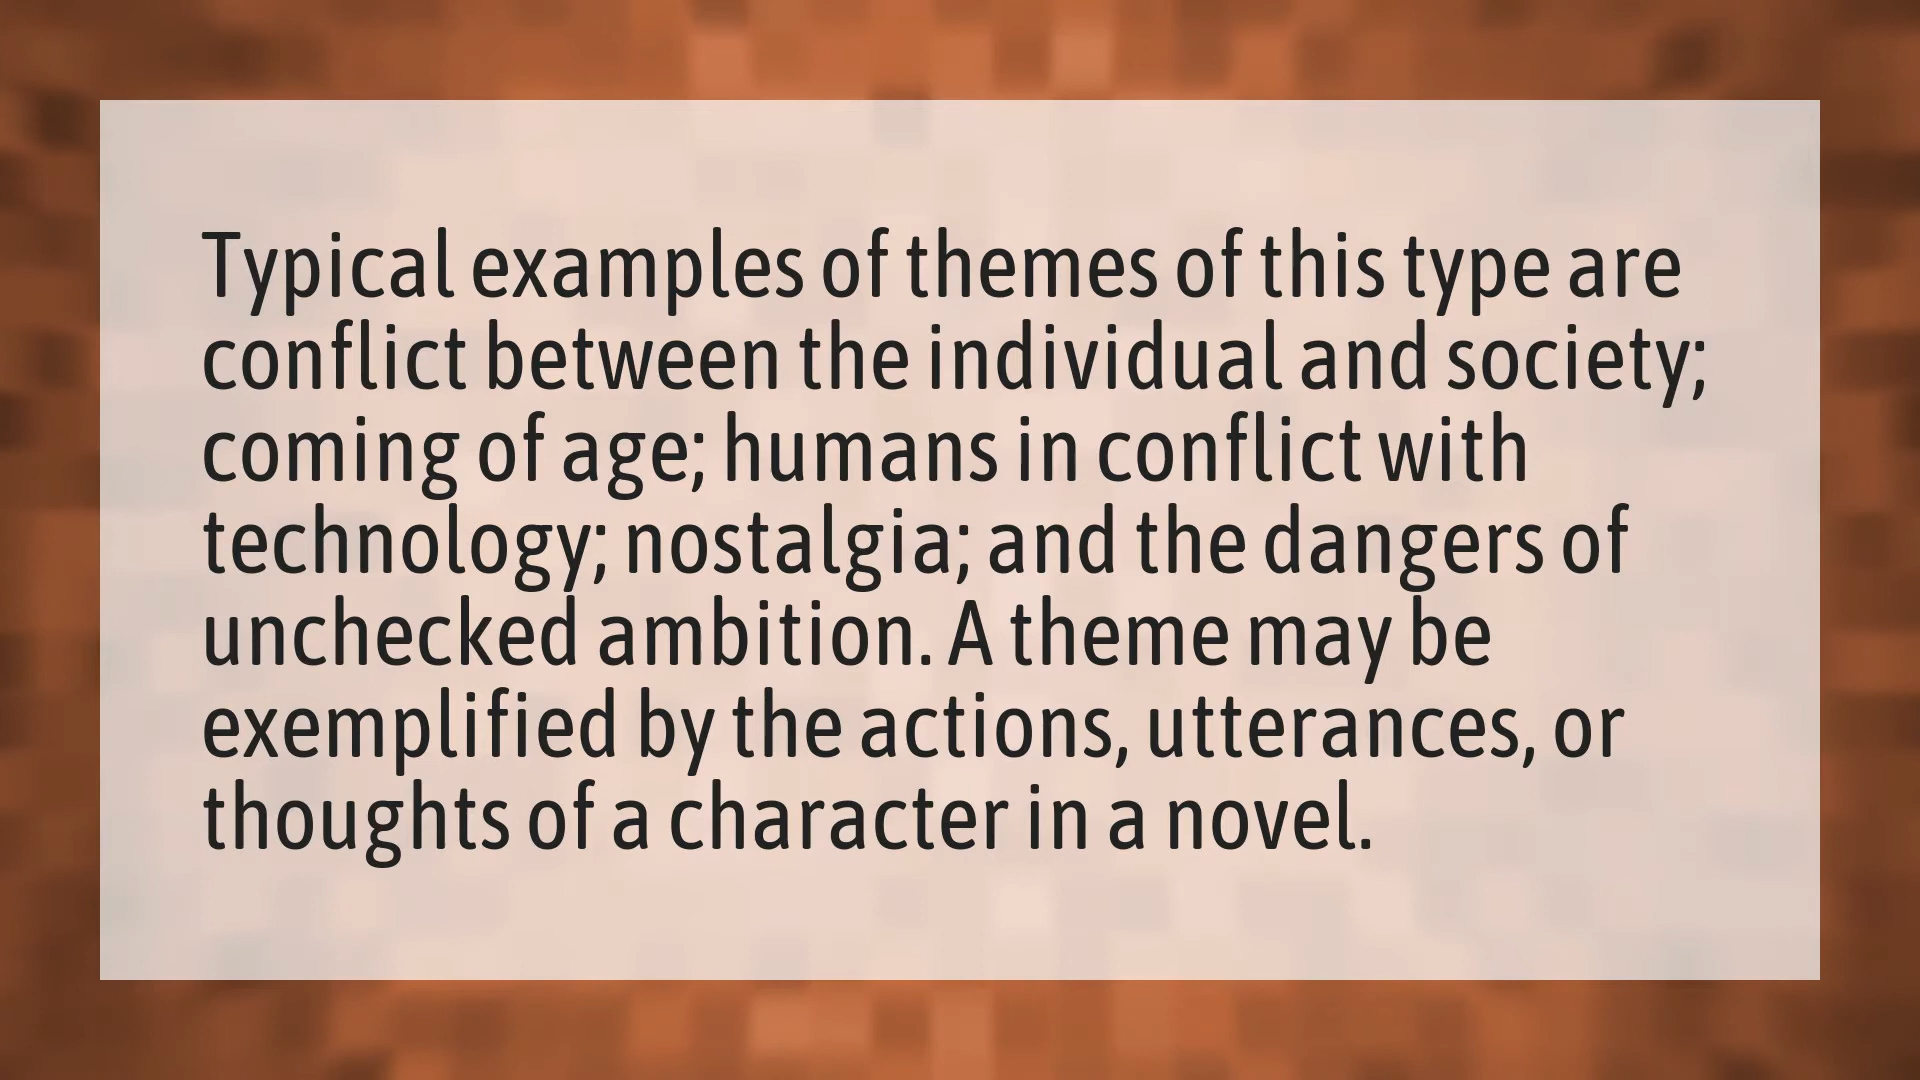 Typical examples of themes of this type are
conflict between the individual and society;
coming of age; humans in conflict with
technology; nostalgia; and the dangers of
unchecked ambition. A theme may be
exemplified by the actions, utterances, or
thoughts of a character in a novel.